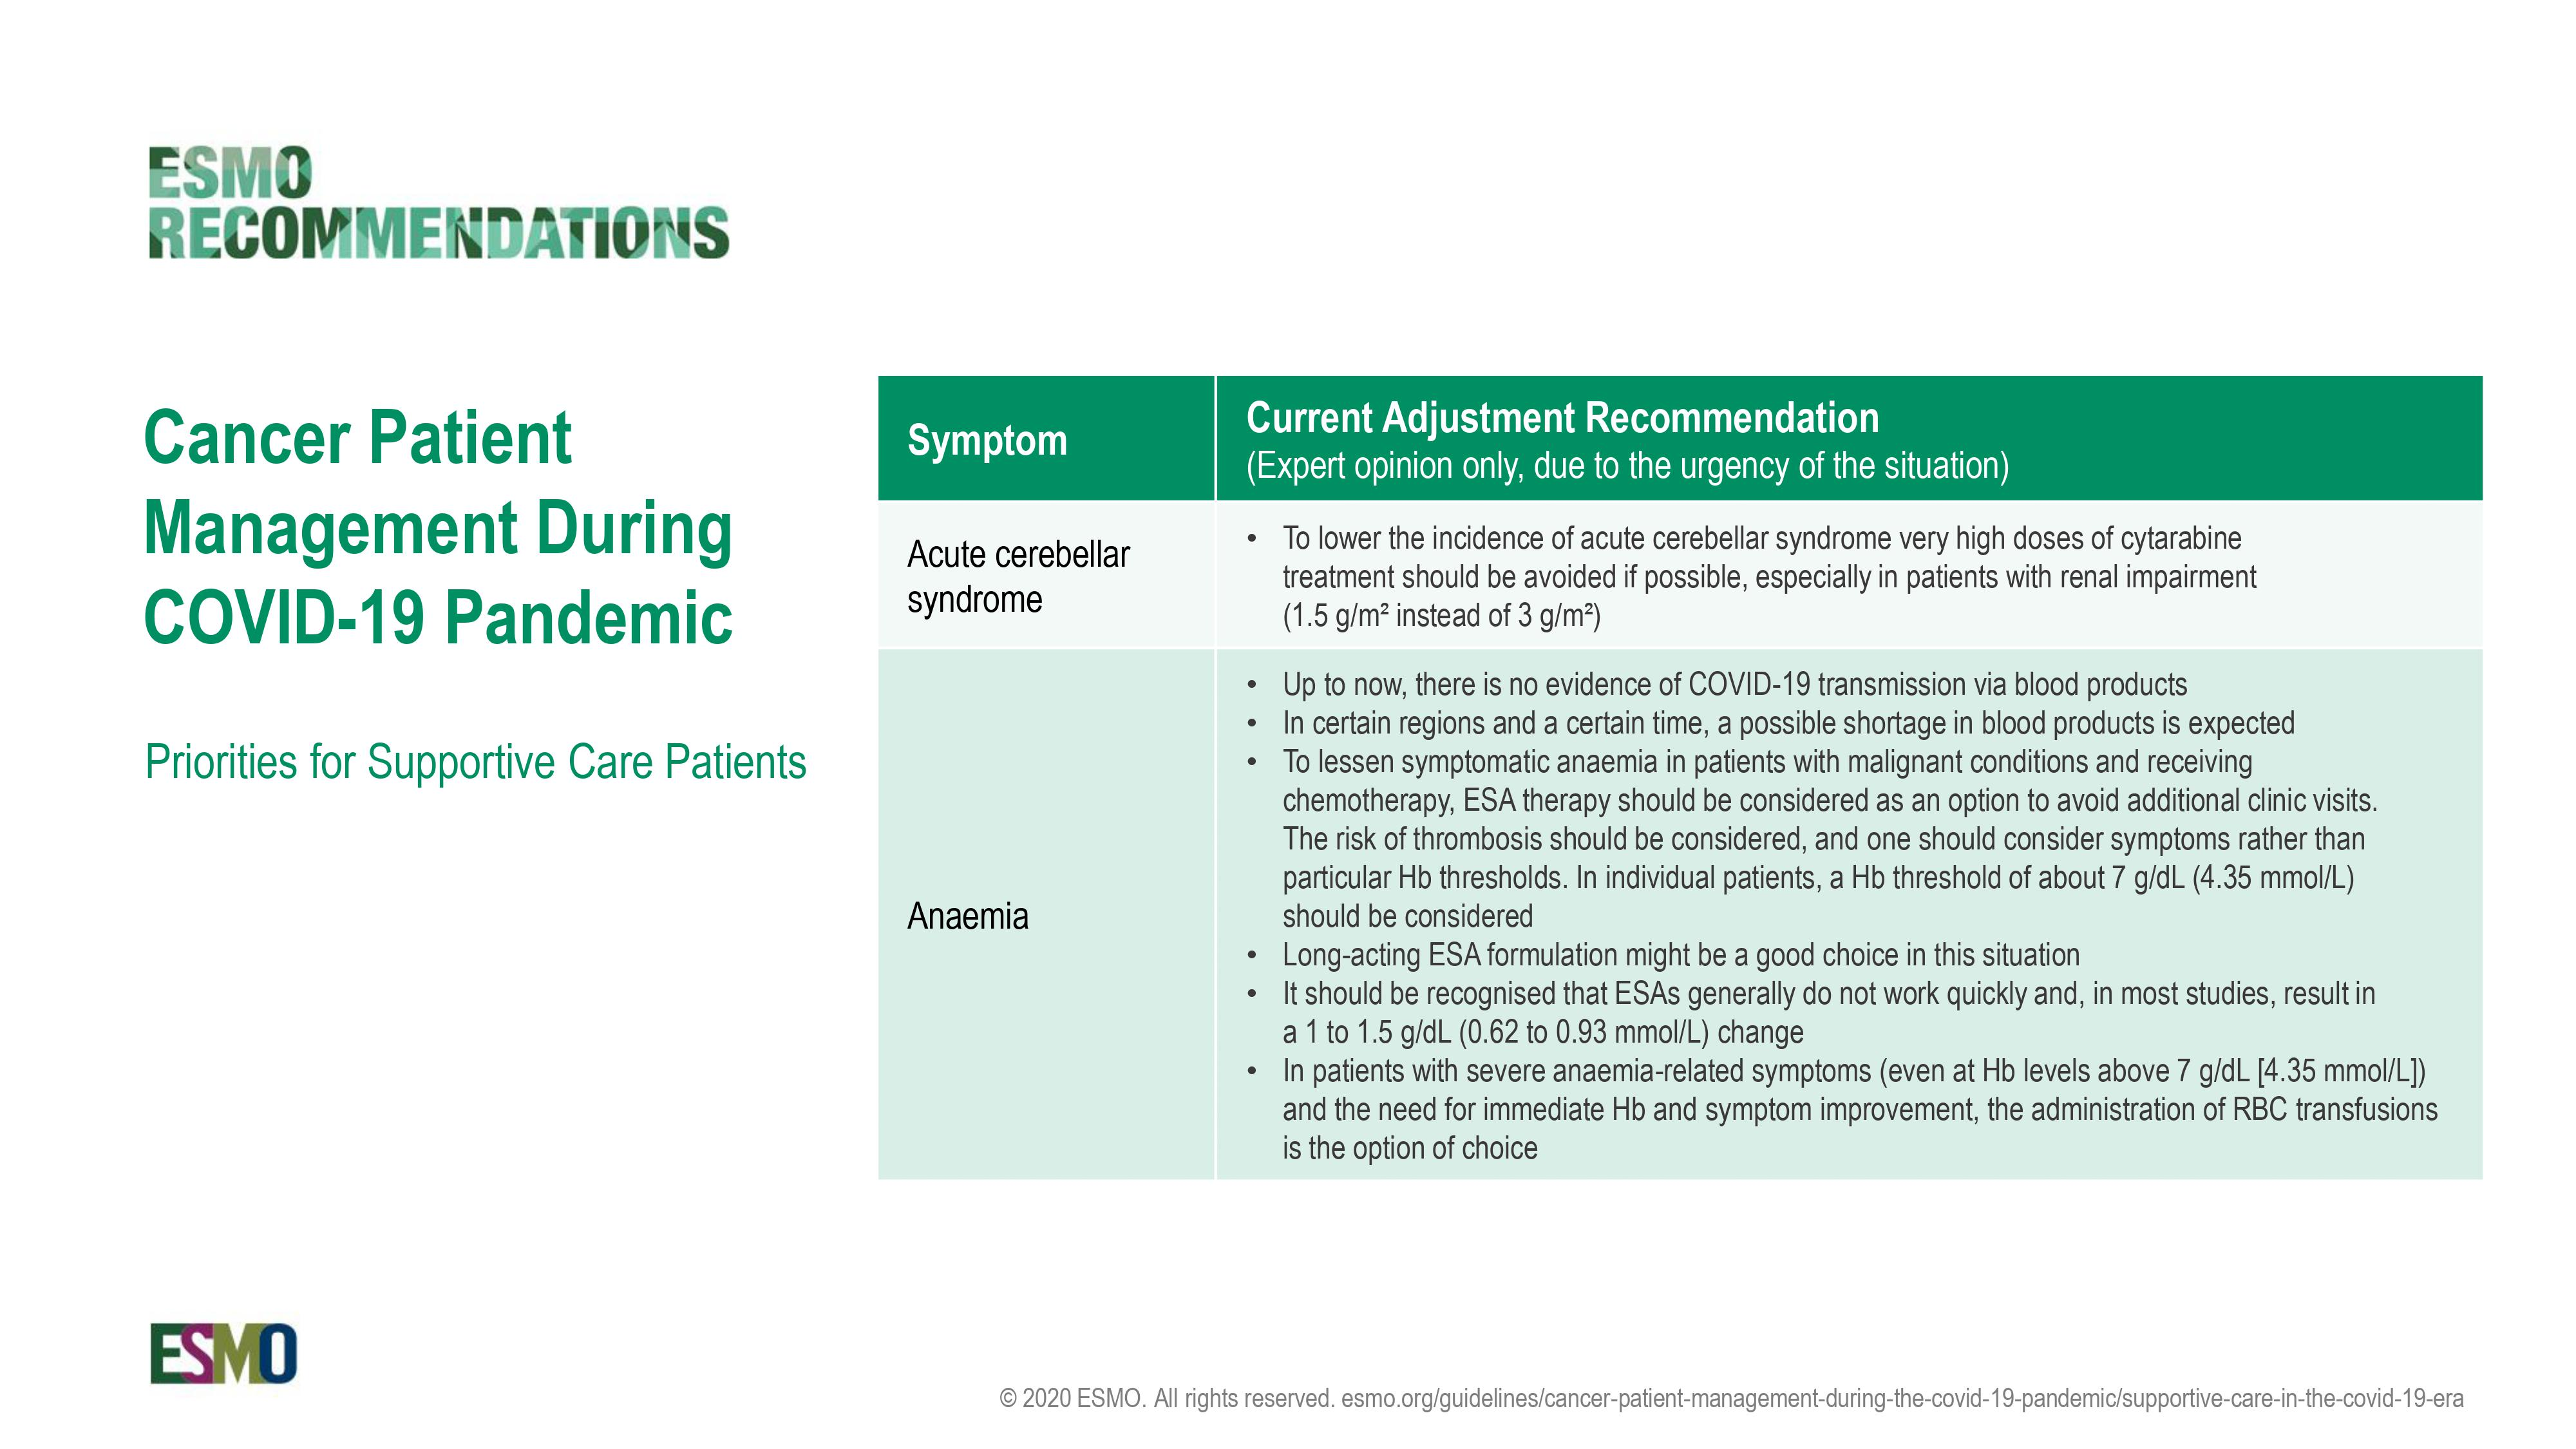 ESMO
RECOMMENDATIONS
Cancer Patient
Management During
COVID-19 Pandemic
Priorities for Supportive Care Patients
Symptom
Current Adjustment Recommendation
(Expert opinion only, due to the urgency of the situation)
Acute cerebellar
syndrome
• To lower the incidence of acute cerebellar syndrome very high doses of cytarabine
treatment should be avoided if possible, especially in patients with renal impairment
(1.5 g/m² instead of 3 g/m²)
Anaemia
• Up to now, there is no evidence of COVID-19 transmission via blood products
• In certain regions and a certain time, a possible shortage in blood products is expected
• To lessen symptomatic anaemia in patients with malignant conditions and receiving
chemotherapy, ESA therapy should be considered as an option to avoid additional clinic visits.
The risk of thrombosis should be considered, and one should consider symptoms rather than
particular Hb thresholds. In individual patients, a Hb threshold of about 7 g/dL (4.35 mmol/L)
should be considered
• Long-acting ESA formulation might be a good choice in this situation
• It should be recognised that ESAs generally do not work quickly and, in most studies, result in
a 1 to 1.5 g/dL (0.62 to 0.93 mmol/L) change
• In patients with severe anaemia-related symptoms (even at Hb levels above 7 g/dL [4.35 mmol/L])
and the need for immediate Hb and symptom improvement, the administration of RBC transfusions
is the option of choice
ESMO
© 2020 ESMO. All rights reserved. esmo.org/guidelines/cancer-patient-management-during-the-covid-19-pandemic/supportive-care-in-the-covid-19-era